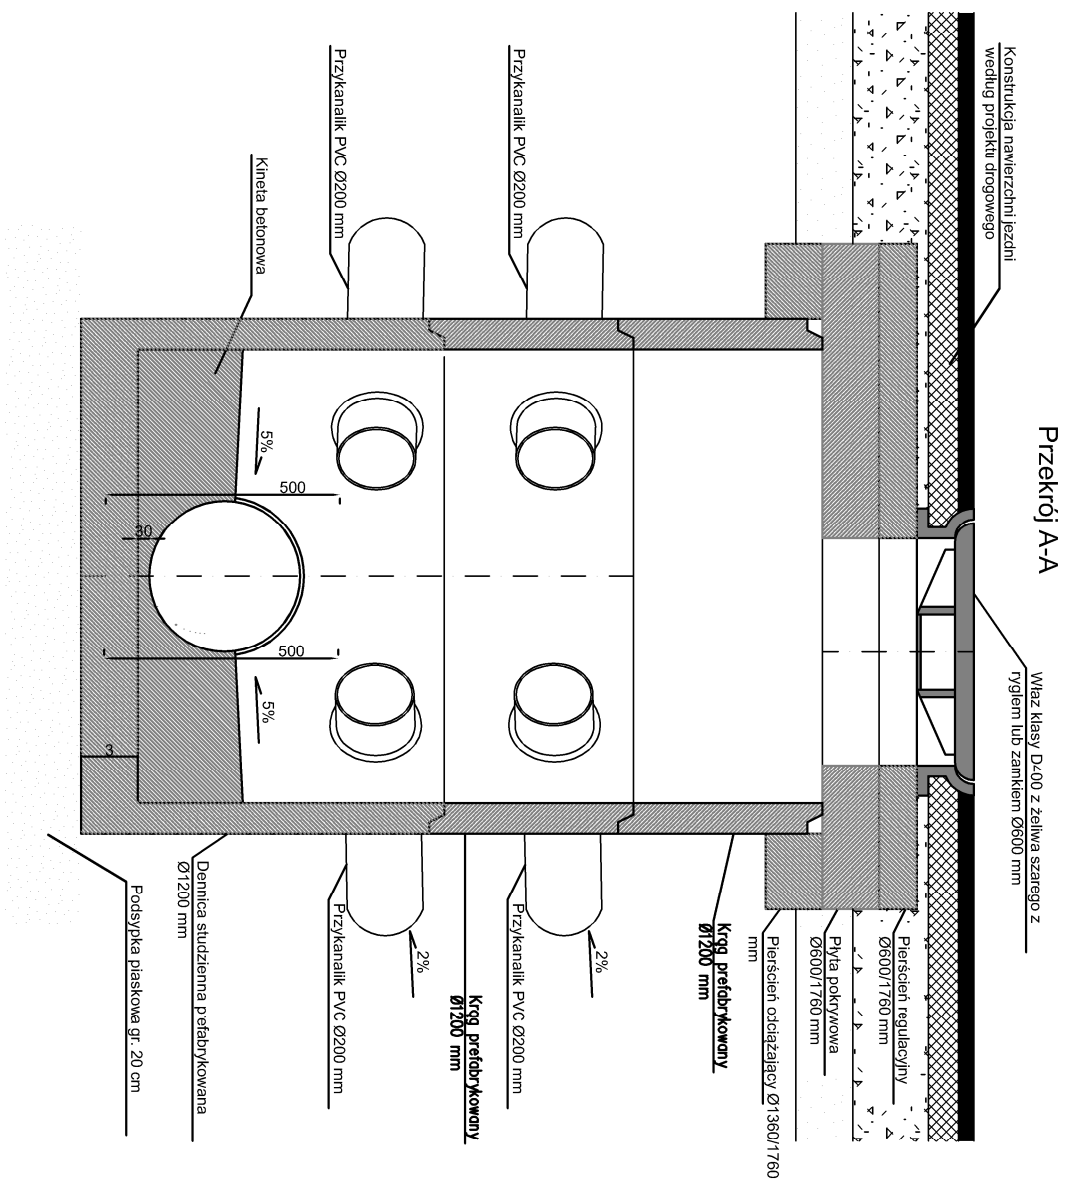 Przekrój A-A
Konstrukcja nawierzchni jezdni
według projektu drogowego
Właz klasy D400 z żeliwa szarego z
ryglem lub zamkiem Ø600 mm
Pierścień regulacyjny
Ø600/1760 mm
Płyta pokrywowa
Ø600/1760 mm
Pierścień odciążający Ø1360/1760
mm
Krąg prefabrykowany
Ø1200 mm
Przykanalik PVC Ø200 mm
2%
Przykanalik PVC Ø200 mm
Krąg prefabrykowany
Ø1200 mm
Przykanalik PVC Ø200 mm
2%
Przykanalik PVC Ø200 mm
Kineta betonowa
5%
5%
500
500
30
3
Dennica studzienna prefabrykowana
Ø1200 mm
Podsypka piaskowa gr. 20 cm